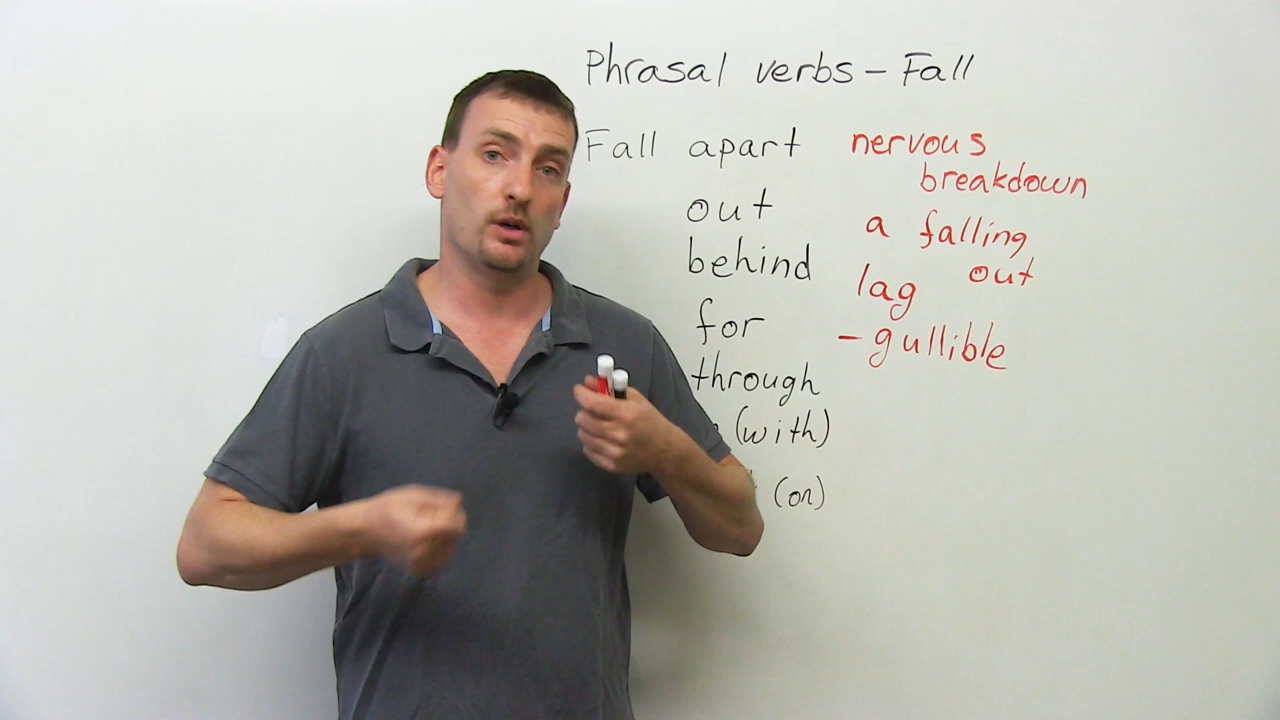 Phrasal verbs - Fall
Fall apart nervous
breakdown
out a falling
out
behind lag
for - gullible
through
(with)
(on)